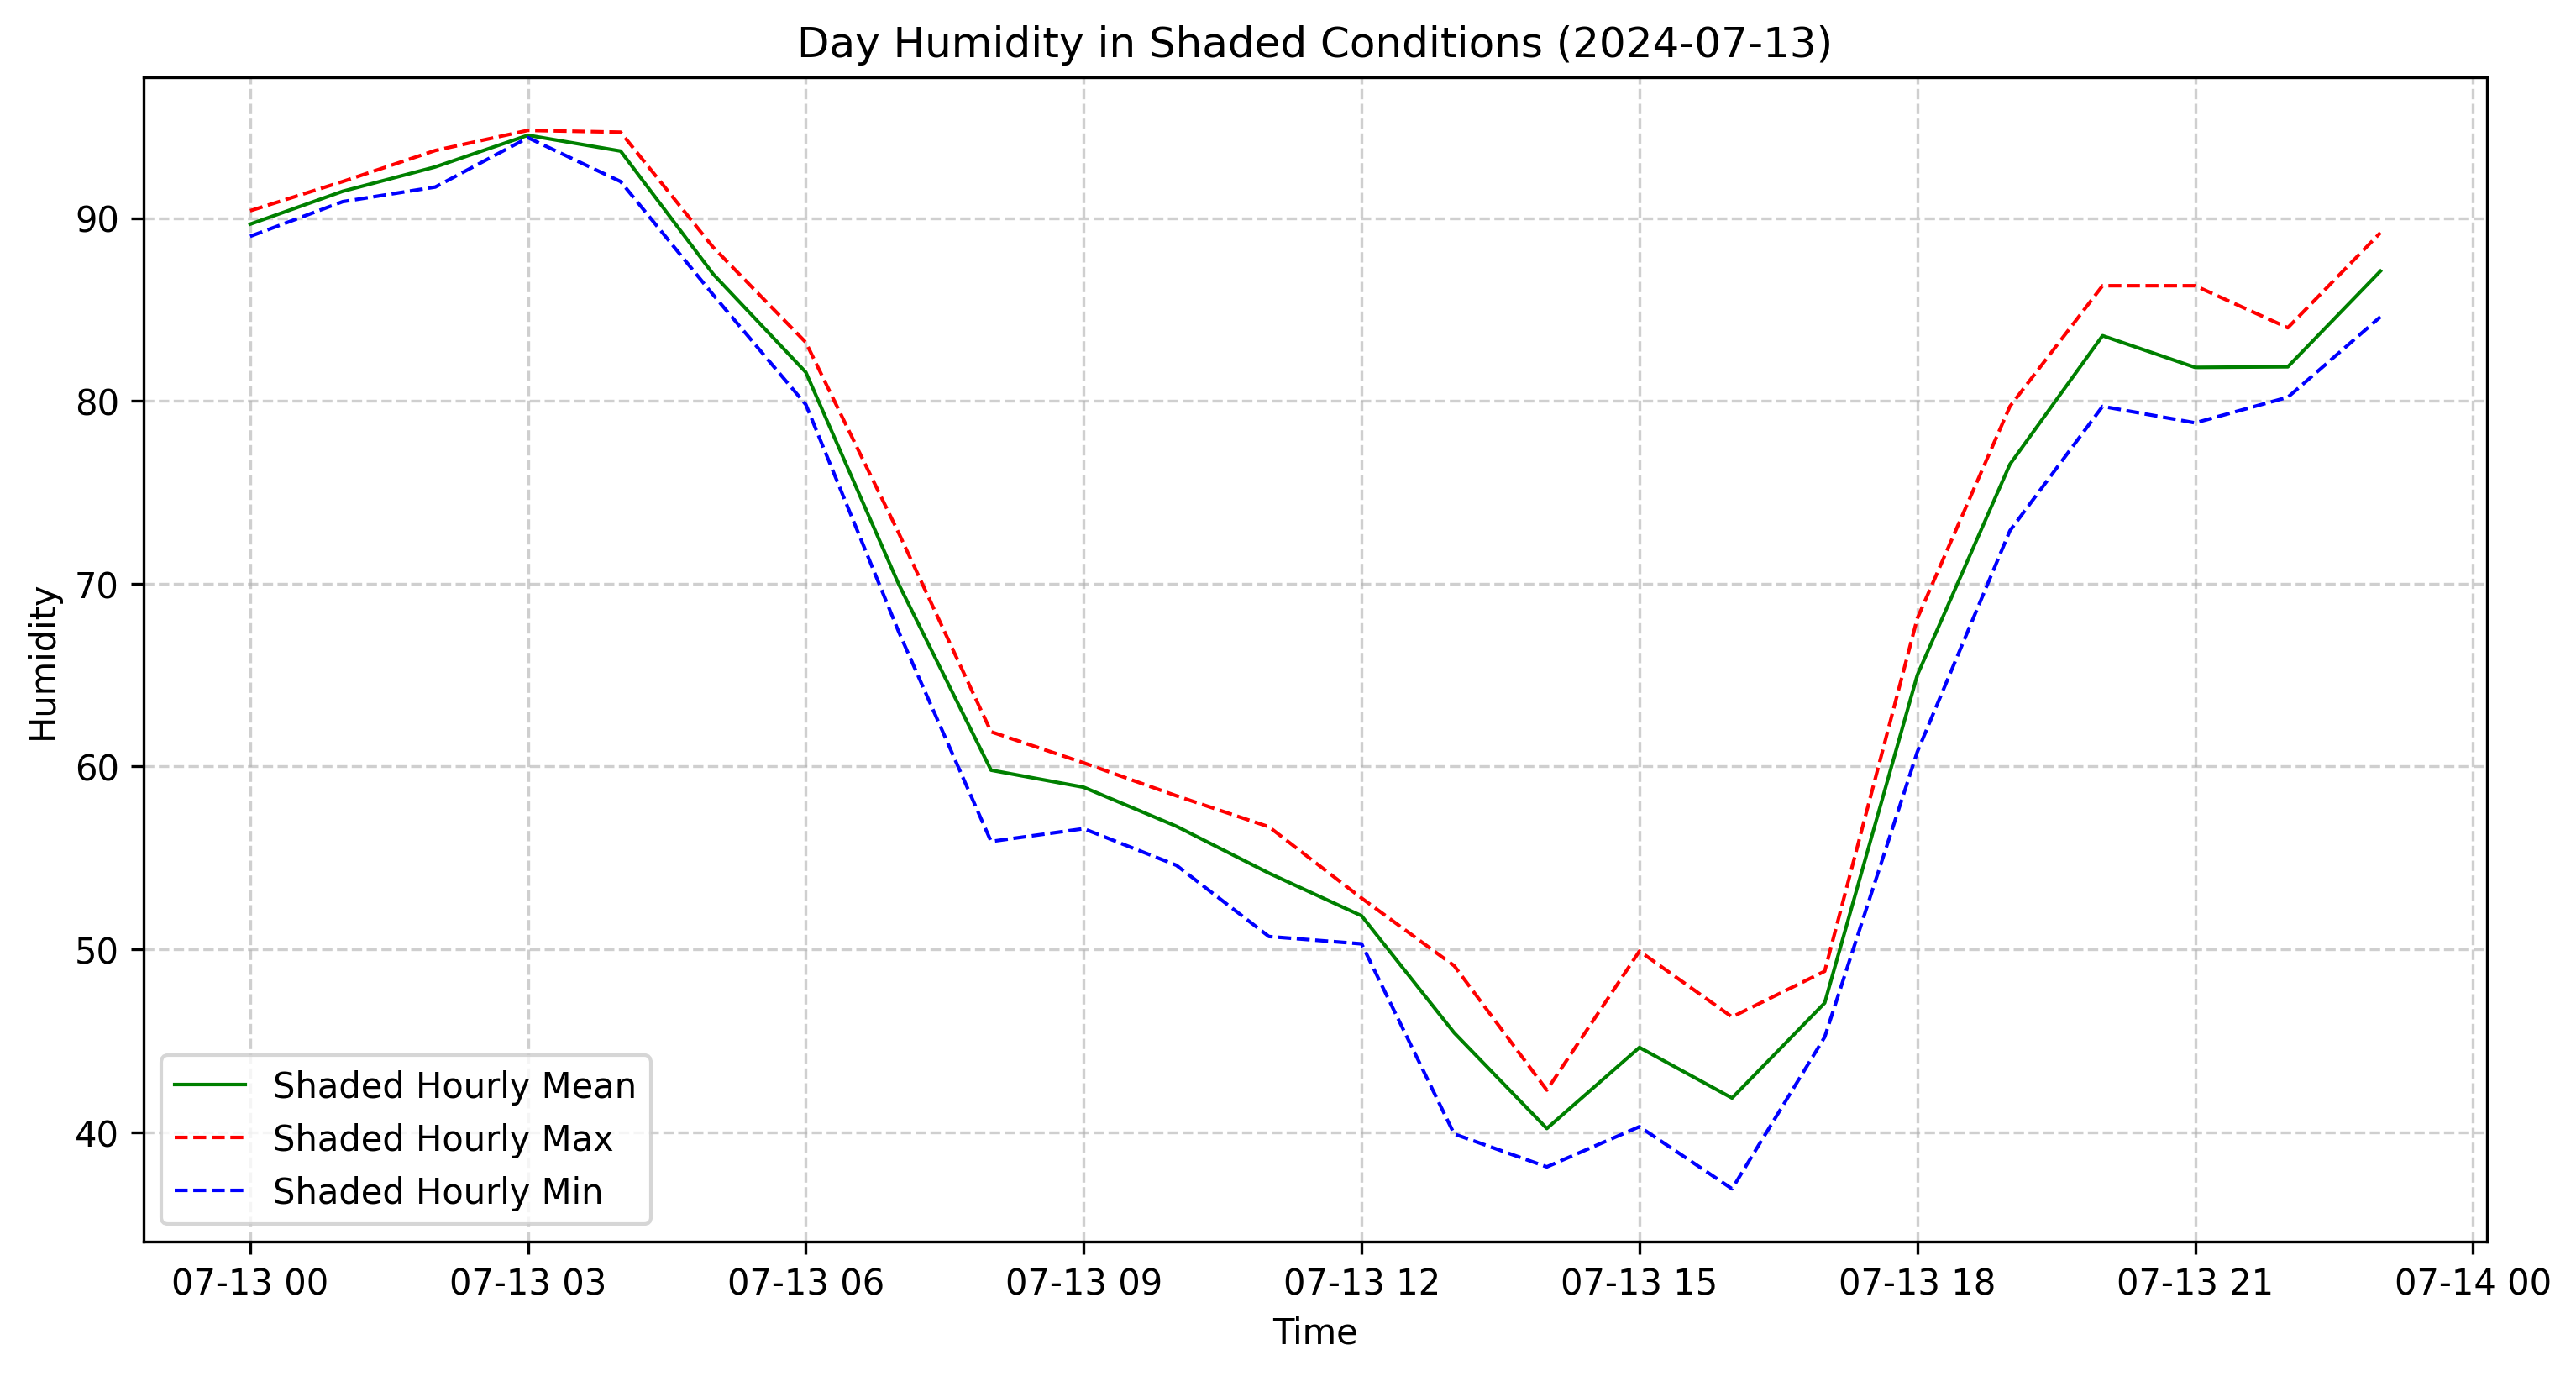 Day Humidity in Shaded Conditions (2024-07-13)
Humidity
90
80
70
60
50
40
Shaded Hourly Mean
Shaded Hourly Max
Shaded Hourly Min
07-13 00
07-13 03
07-13 06
07-13 09
07-13 12
07-13 15
07-13 18
07-13 21
07-14 00
Time